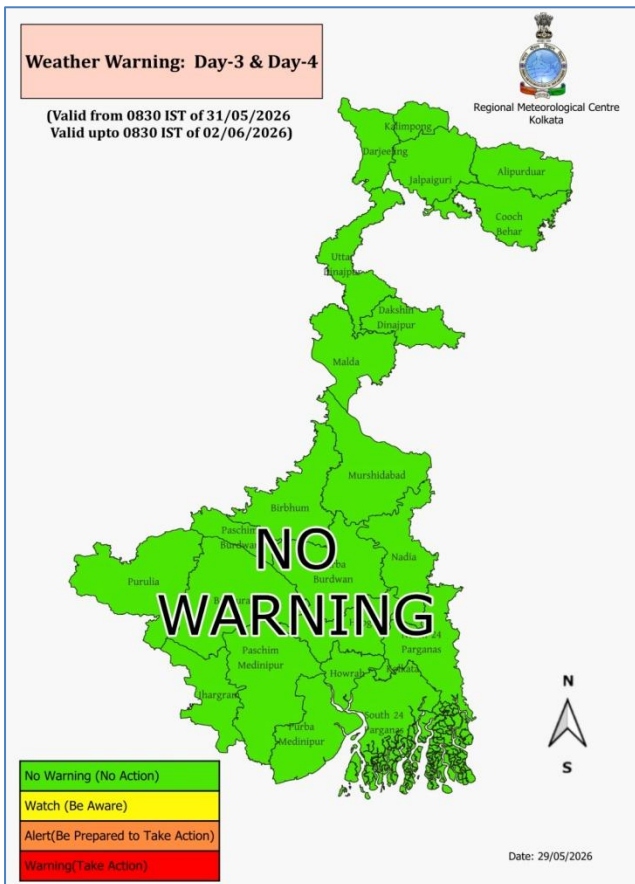 Weather Warning: Day-3 & Day-4
(Valid from 0830 IST of 31/05/2026
Valid upto 0830 IST of 02/06/2026)
Regional Meteorological Centre
Kolkata
Kalimpong
Darjeeling
Jalpaiguri
Alipurduar
Cooch
Behar
Uttar
Dinajpur
Dakshin
Dinajpur
Malda
Murshidabad
Birbhum
Paschim
Burdwan
Burdwan
Nadia
Purulia
NO
WARNING
Parganas
Paschim
Medinipur
Howrah
Kolkata
Jhargram
Purba
Medinipur
South 24
Parganas
N
S
No Warning (No Action)
Watch (Be Aware)
Alert(Be Prepared to Take Action)
Warning(Take Action)
Date: 29/05/2026